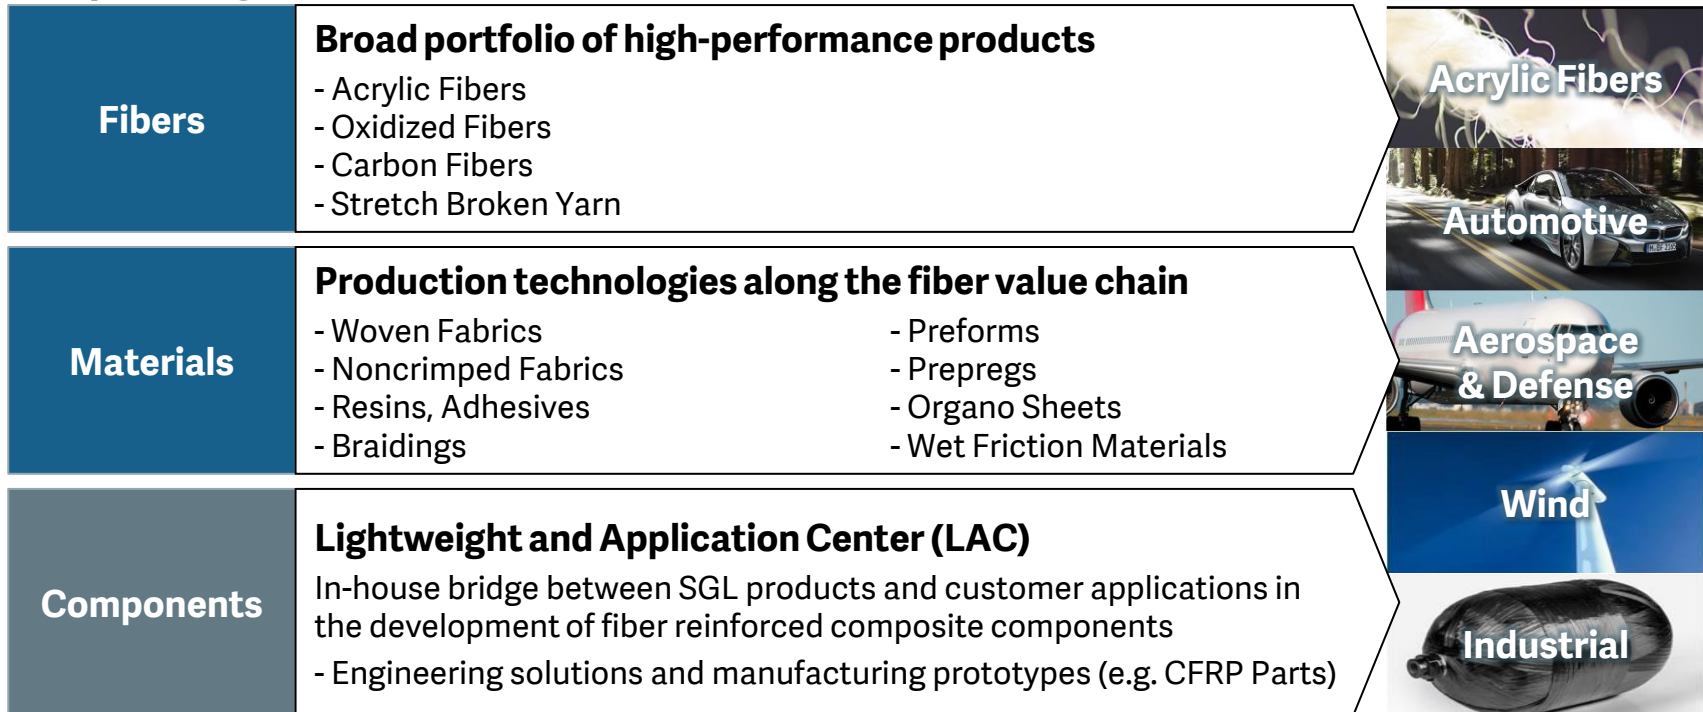 Fibers
Broad portfolio of high-performance products
- Acrylic Fibers
- Oxidized Fibers
- Carbon Fibers
- Stretch Broken Yarn
Materials
Production technologies along the fiber value chain
- Woven Fabrics
- Noncrimped Fabrics
- Resins, Adhesives
- Braidings
- Preforms
- Prepregs
- Organo Sheets
- Wet Friction Materials
Components
Lightweight and Application Center (LAC)
In-house bridge between SGL products and customer applications in
the development of fiber reinforced composite components
- Engineering solutions and manufacturing prototypes (e.g. CFRP Parts)
Acrylic Fibers
Automotive
Aerospace
& Defense
Wind
Industrial